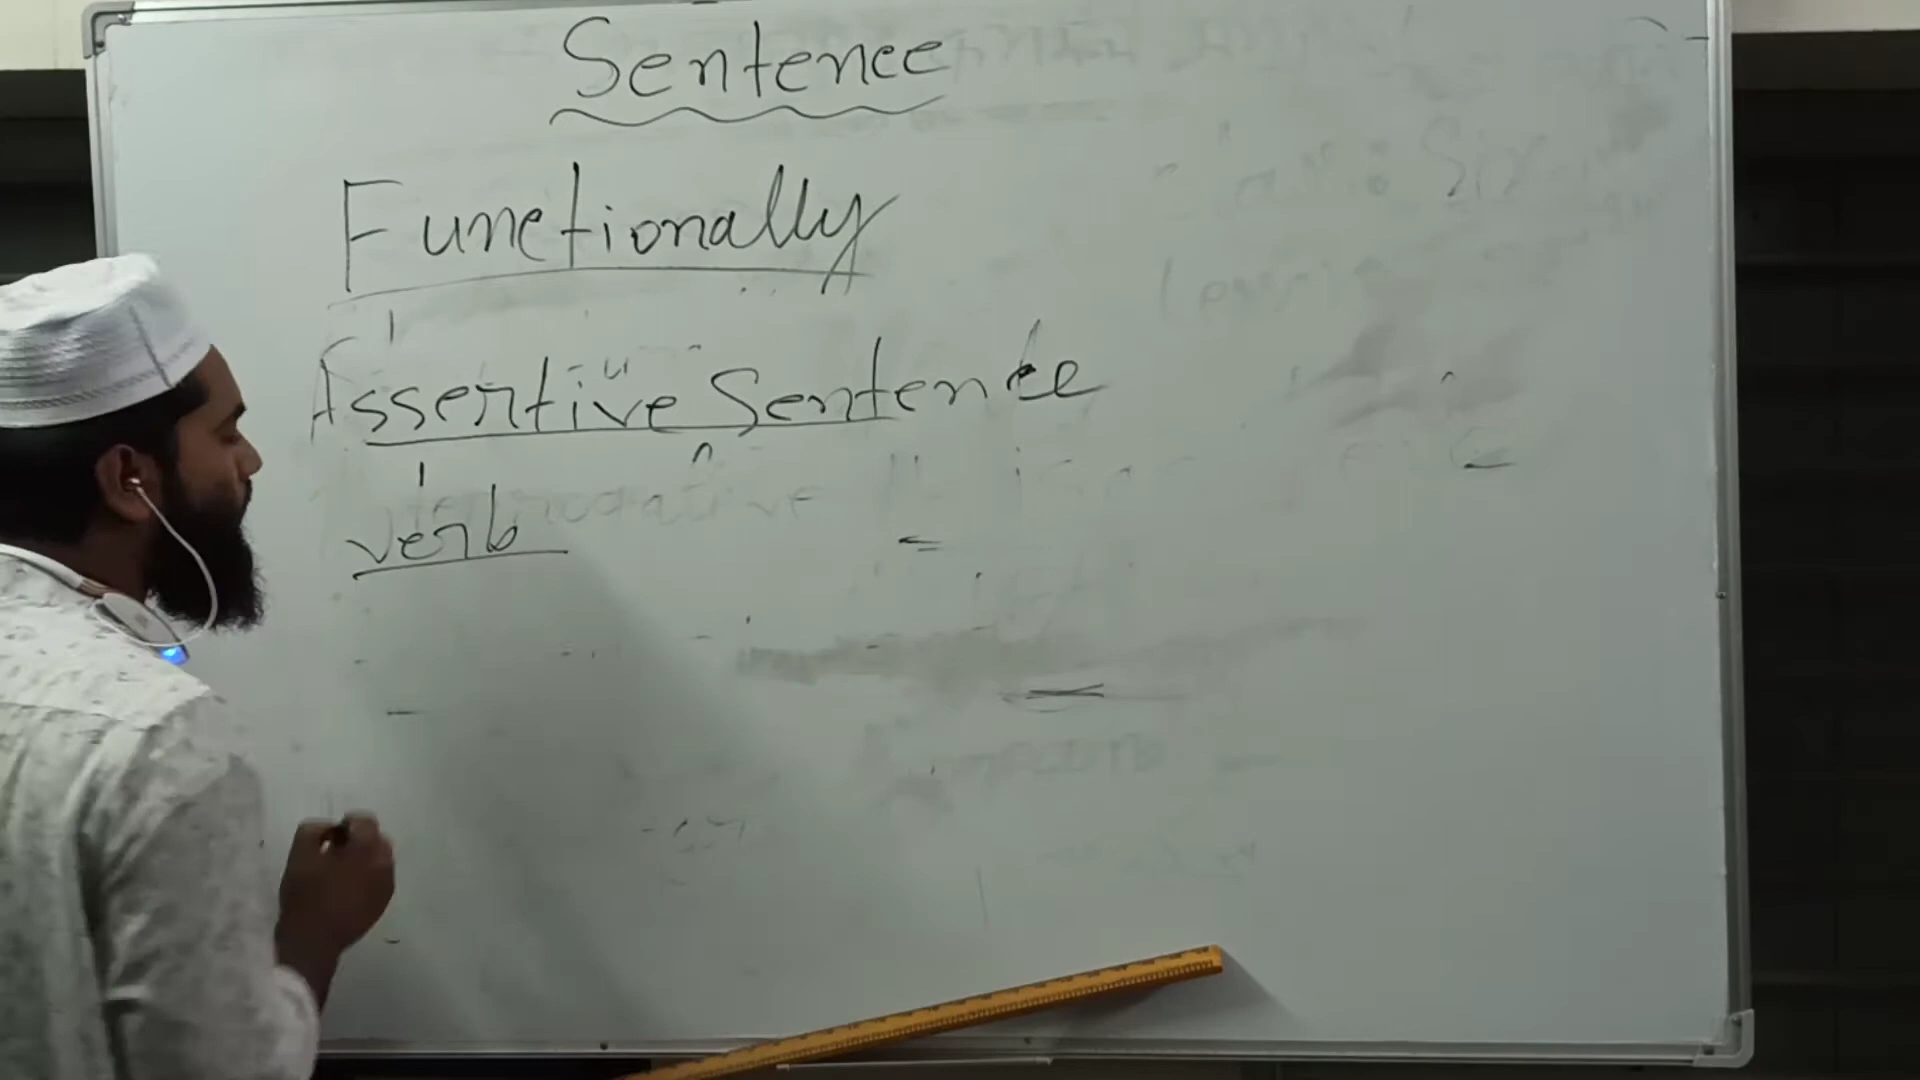 Sentence
Functionally
Assertive Sentence
verb